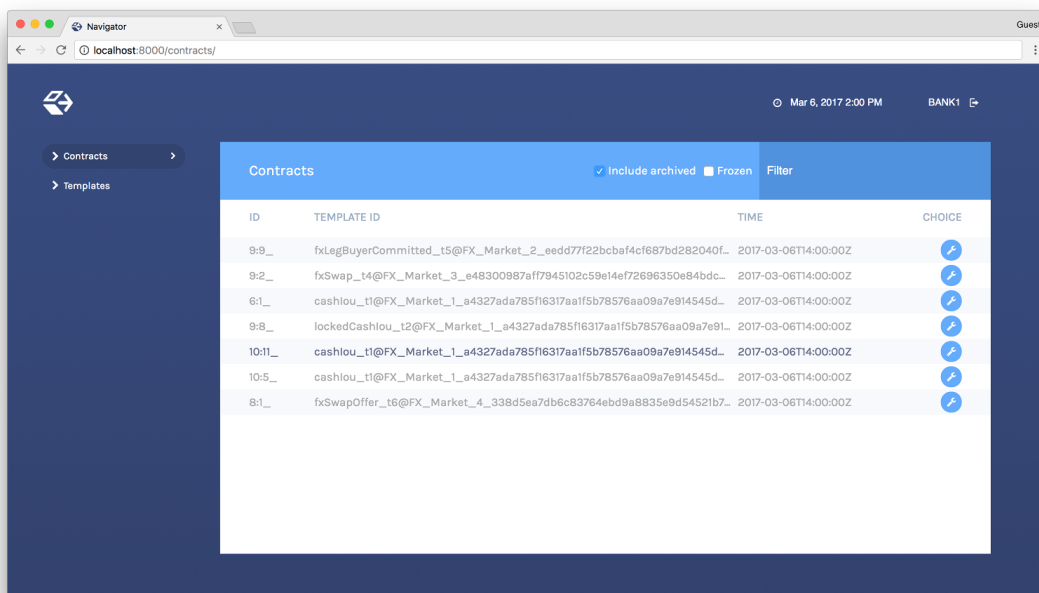 Navigator
Guest
localhost:8000/contracts/
Mar 6, 2017 2:00 PM BANK1
Contracts
Templates
Contracts Include archived Frozen Filter
ID TEMPLATE ID TIME CHOICE
9:9_ fxLegBuyerCommitted_t5@FX_Market_2_eedd77f22bcbaf4cf687bd282040f... 2017-03-06T14:00:00Z
9:2_ fxSwap_t4@FX_Market_3_e48300987aff7945102c59e14ef72696350e84bdc... 2017-03-06T14:00:00Z
6:1_ cashIou_t1@FX_Market_1_a4327ada785f16317aa1f5b78576aa09a7e914545d... 2017-03-06T14:00:00Z
9:8_ lockedCashIou_t2@FX_Market_1_a4327ada785f16317aa1f5b78576aa09a7e91... 2017-03-06T14:00:00Z
10:11_ cashIou_t1@FX_Market_1_a4327ada785f16317aa1f5b78576aa09a7e914545d... 2017-03-06T14:00:00Z
10:5_ cashIou_t1@FX_Market_1_a4327ada785f16317aa1f5b78576aa09a7e914545d... 2017-03-06T14:00:00Z
8:1_ fxSwapOffer_t6@FX_Market_4_338d5ea7db6c83764ebd9a8835e9d54521b7... 2017-03-06T14:00:00Z